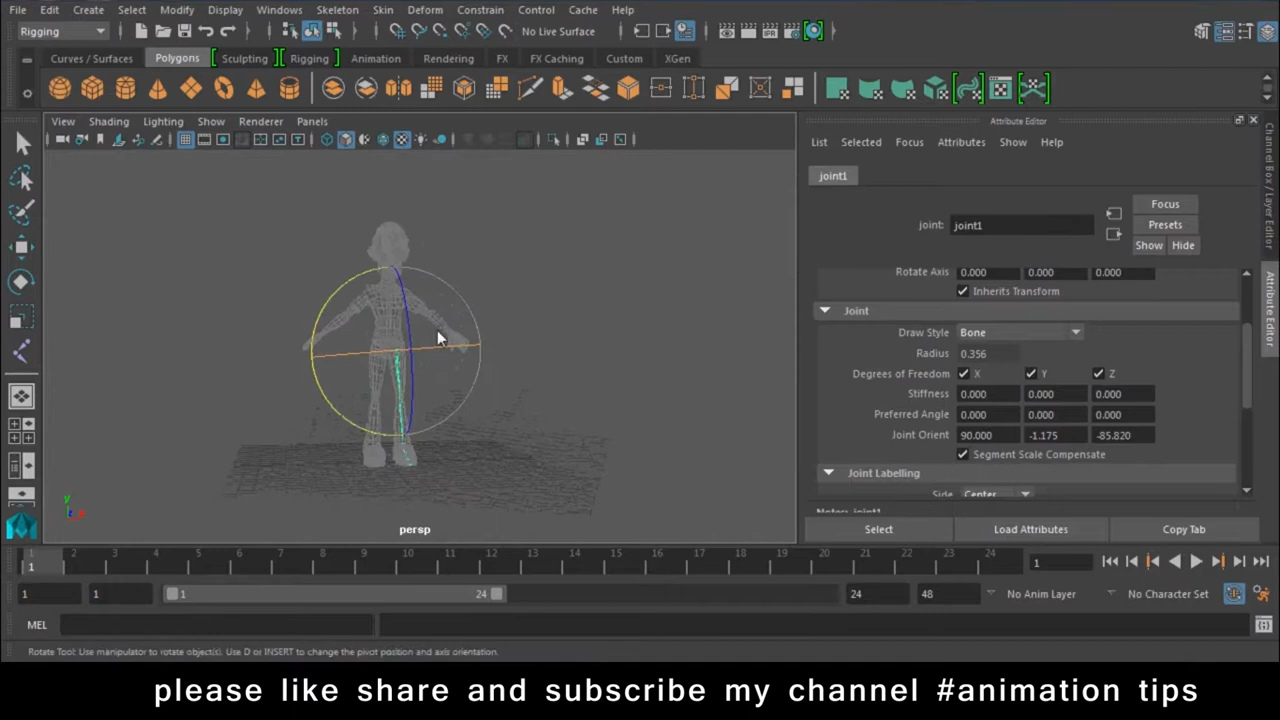 File Edit Create Select Modify Display Windows Skeleton Skin Deform Constrain Control Cache Help
Rigging No Live Surface
Curves / Surfaces Polygons Sculpting Rigging Animation Rendering FX FX Caching Custom XGen
View Shading Lighting Show Renderer Panels
Attribute Editor
List Selected Focus Attributes Show Help
joint1
Focus
joint: joint1 Presets
Show Hide
Rotate Axis 0.000 0.000 0.000
Inherits Transform
Joint
Draw Style Bone
Radius 0.356
Degrees of Freedom X Y Z
Stiffness 0.000 0.000 0.000
Preferred Angle 0.000 0.000 0.000
Joint Orient 90.000 -1.175 -85.820
Segment Scale Compensate
Joint Labelling
Side Center
Notes: joint1
Select Load Attributes Copy Tab
Channel Box / Layer Editor
Attribute Editor
y
persp
1 2 3 4 5 6 7 8 9 10 11 12 13 14 15 16 17 18 19 20 21 22 23 24
1 1
1 1 1 24 24 48 No Anim Layer No Character Set
MEL
Rotate Tool: Use manipulator to rotate object(s). Use D or INSERT to change the pivot position and axis orientation.
please like share and subscribe my channel #animation tips